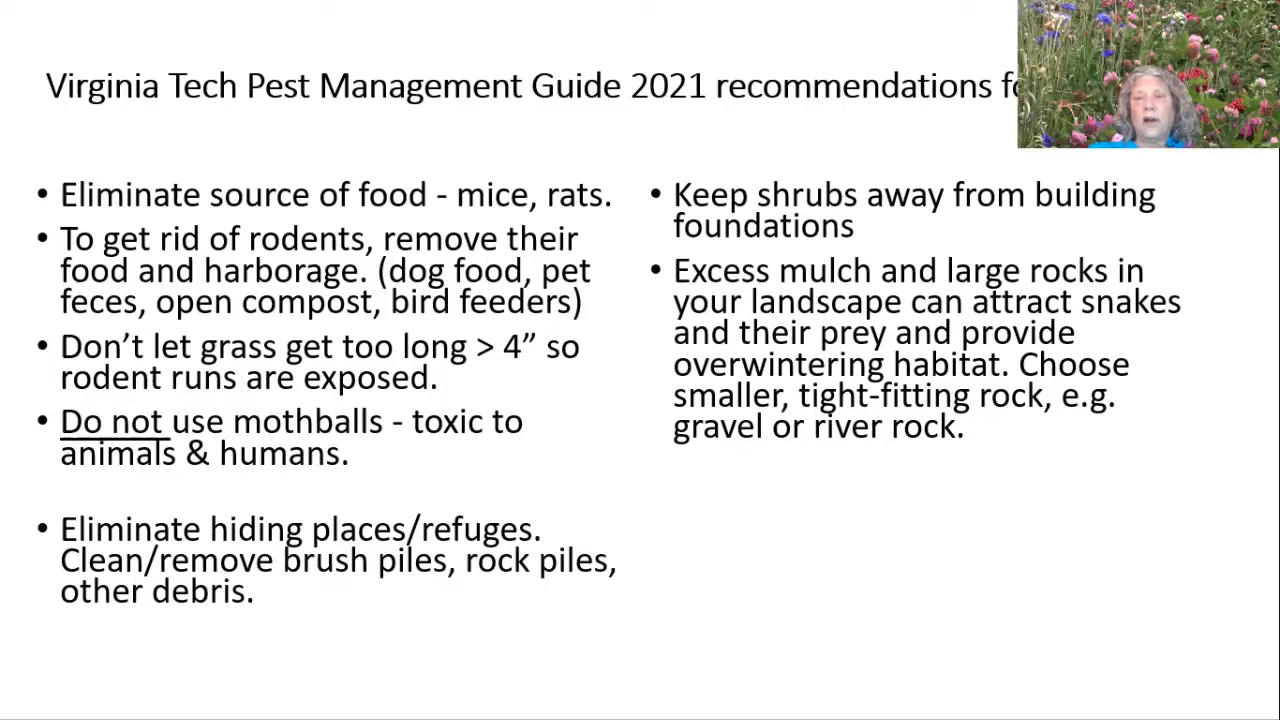 Virginia Tech Pest Management Guide 2021 recommendations
• Eliminate source of food - mice, rats.
• To get rid of rodents, remove their
food and harborage. (dog food, pet
feces, open compost, bird feeders)
• Don’t let grass get too long > 4” so
rodent runs are exposed.
• Do not use mothballs - toxic to
animals & humans.
• Eliminate hiding places/refuges.
Clean/remove brush piles, rock piles,
other debris.
• Keep shrubs away from building
foundations
• Excess mulch and large rocks in
your landscape can attract snakes
and their prey and provide
overwintering habitat. Choose
smaller, tight-fitting rock, e.g.
gravel or river rock.